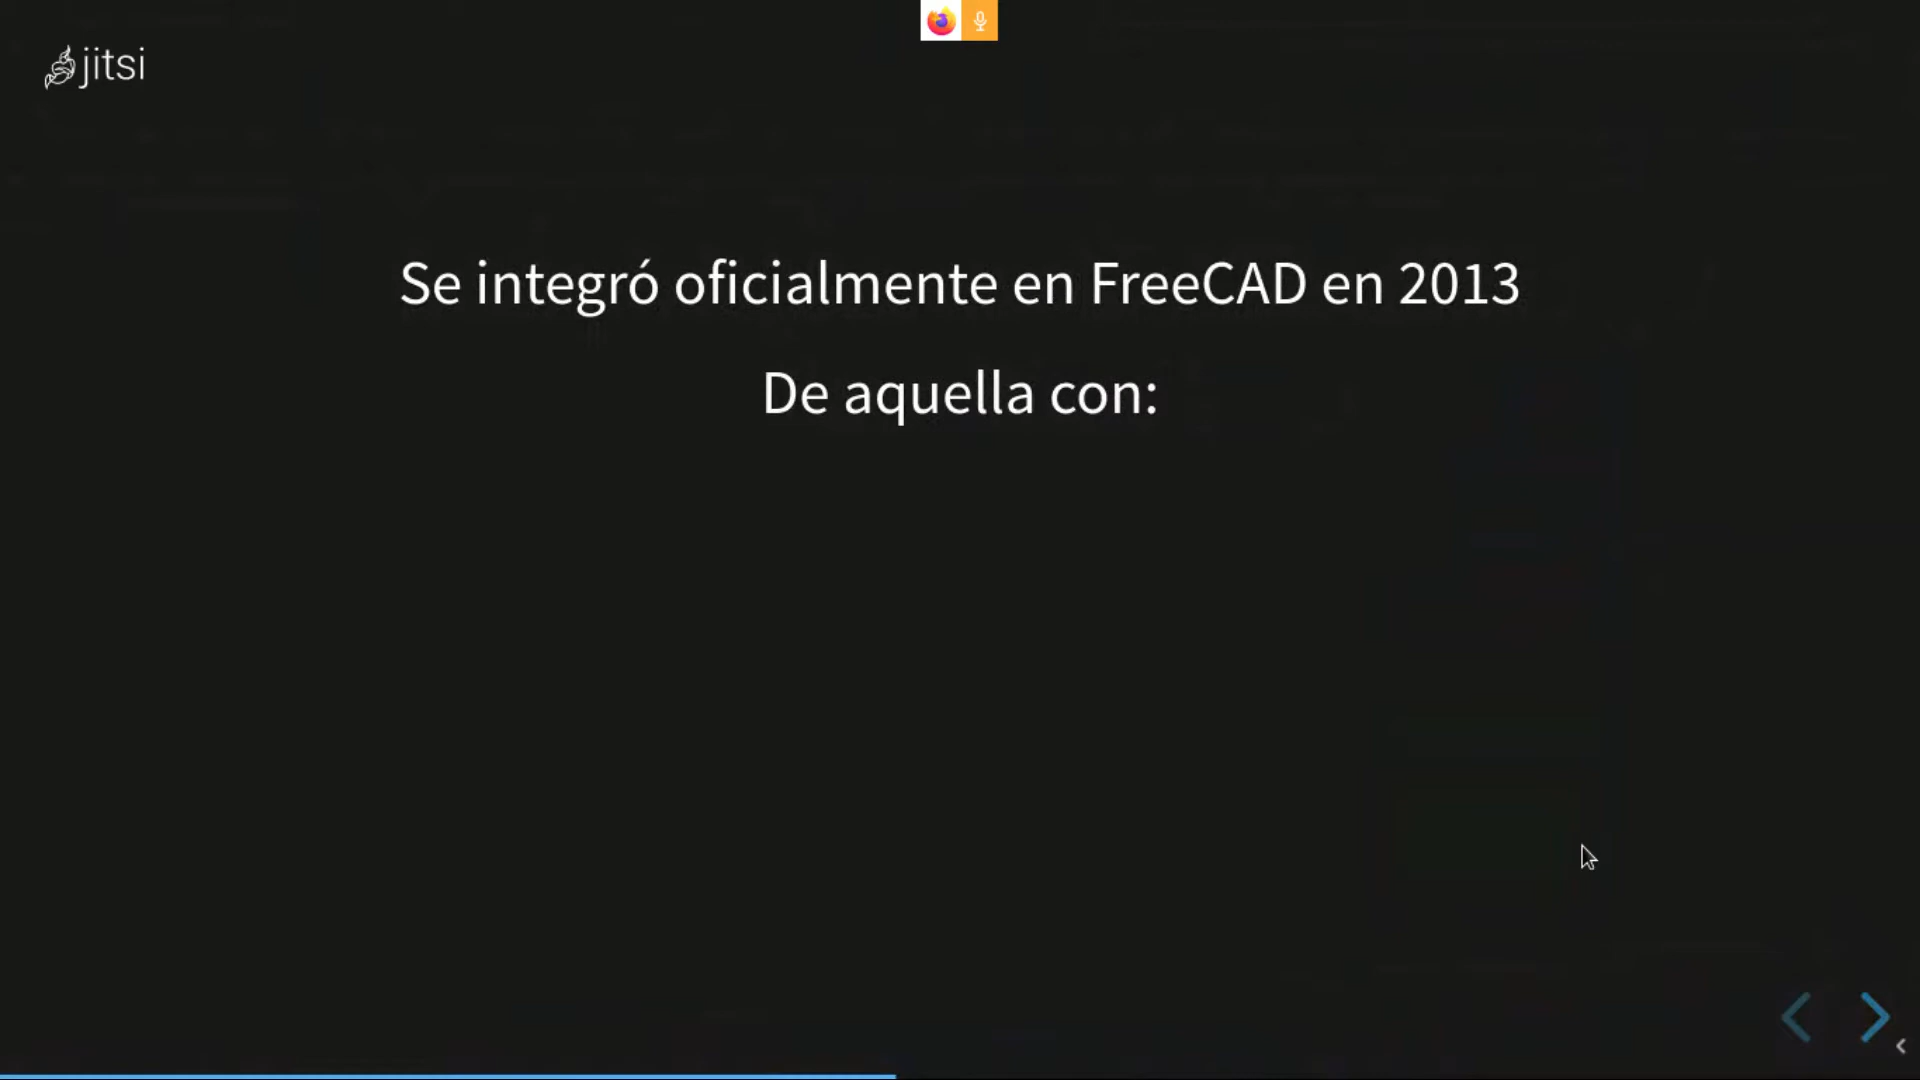 jitsi
Se integró oficialmente en FreeCAD en 2013
De aquella con: